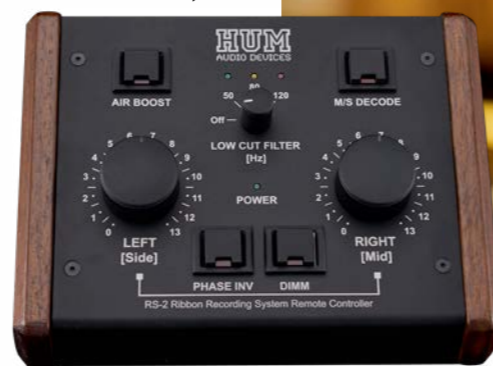 HUM
AUDIO DEVICES
AIR BOOST
M/S DECODE
Off
50
80
120
LOW CUT FILTER
[Hz]
POWER
0
1
2
3
4
5
6
7
8
9
10
11
12
13
LEFT
[Side]
0
1
2
3
4
5
6
7
8
9
10
11
12
13
RIGHT
[Mid]
PHASE INV
DIMM
RS-2 Ribbon Recording System Remote Controller